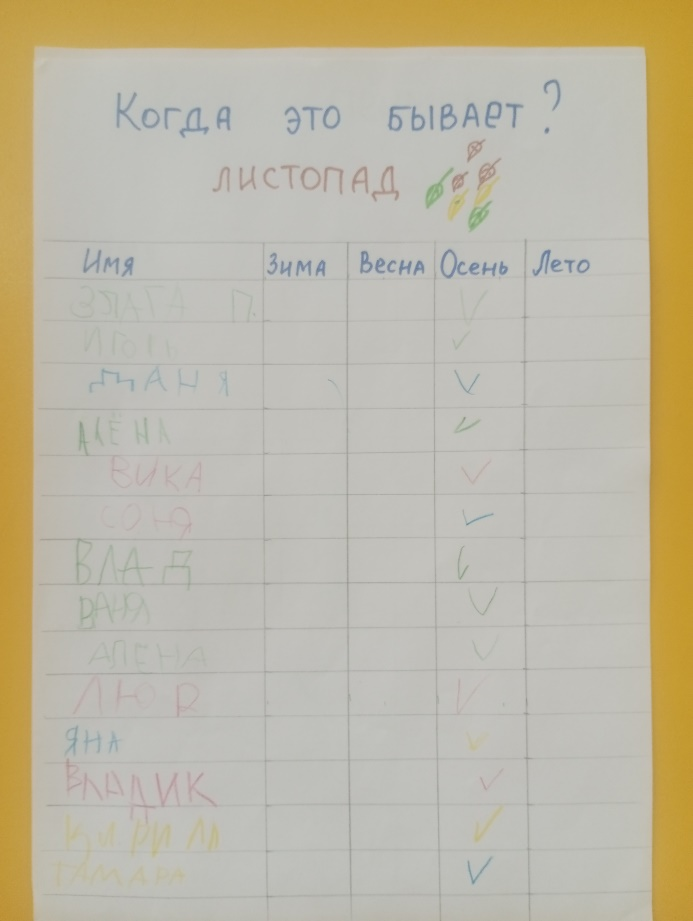 Когда это бывает?
листопад
Имя Зима Весна Осень Лето
ЗЛАТА П.
ИГОРЬ
ДАНЯ
АЛЁНА
ВИКА
СОНЯ
ВЛАД
ВАНЯ
АЛЕНА
ЯНА
ВЛАДИК
КИРИЛЛ
ТАМАРА